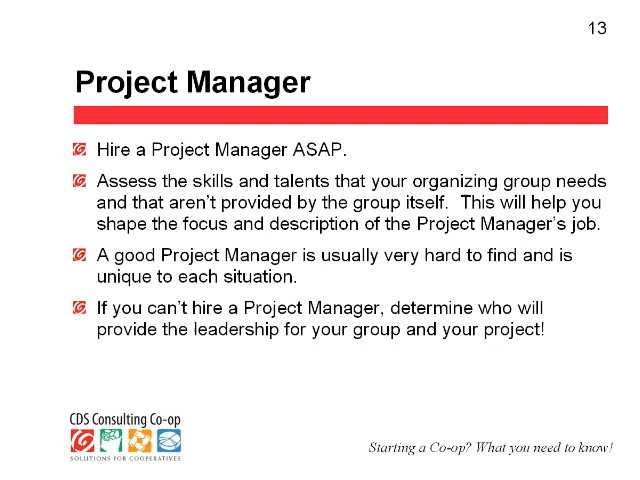 13
Project Manager
Hire a Project Manager ASAP.
Assess the skills and talents that your organizing group needs
and that aren't provided by the group itself.  This will help you
shape the focus and description of the Project Manager's job.
A good Project Manager is usually very hard to find and is
unique to each situation.
If you can't hire a Project Manager, determine who will
provide the leadership for your group and your project!
CDS Consulting Co-op
SOLUTIONS FOR COOPERATIVES
Starting a Co-op? What you need to know!